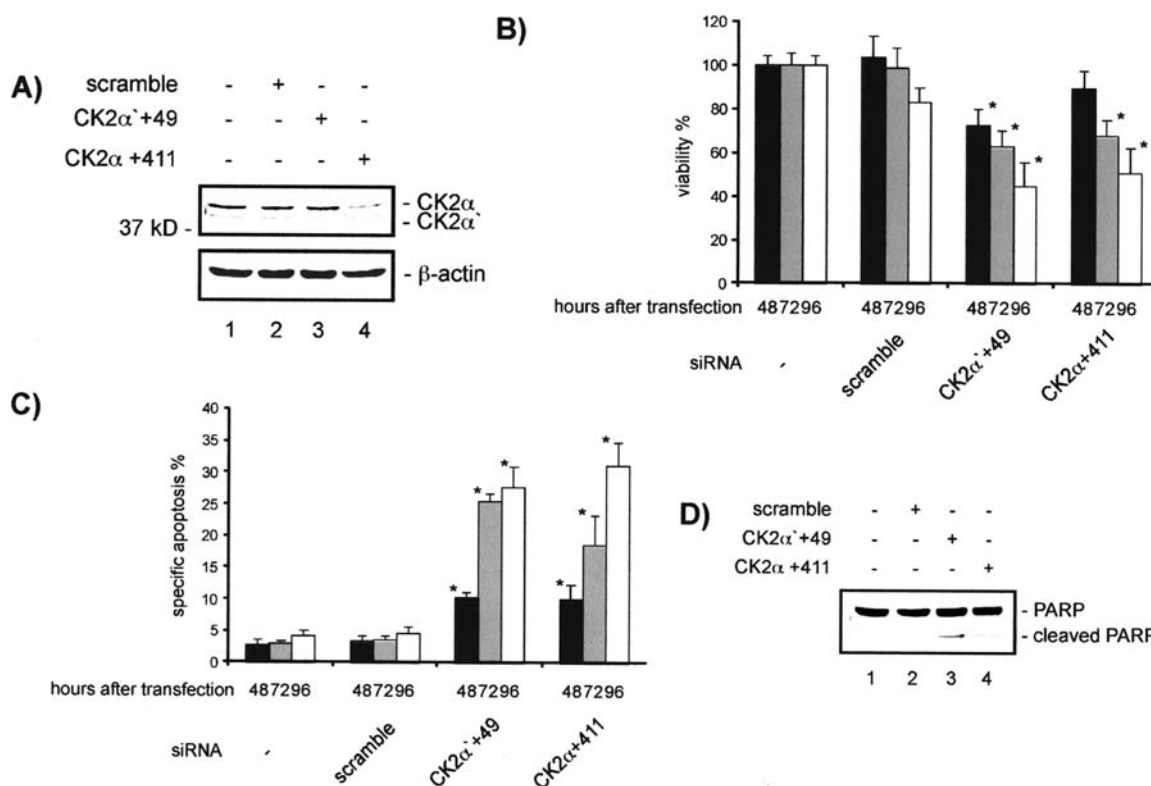 A)
scramble - + - -
CK2α`+49 - - + -
CK2α +411 - - - +
- CK2α
- CK2α`
37 kD -
- β-actin
1 2 3 4
B)
120
100
80
60
40
20
0
viability %
* * *
* *
hours after transfection 487296 487296 487296 487296
siRNA - scramble CK2α`+49 CK2α+411
C)
40
35
30
25
20
15
10
5
0
specific apoptosis %
* * *
* * *
hours after transfection 487296 487296 487296 487296
siRNA - scramble CK2α`+49 CK2α+411
D)
scramble - + - -
CK2α`+49 - - + -
CK2α +411 - - - +
- PARP
- cleaved PARP
1 2 3 4